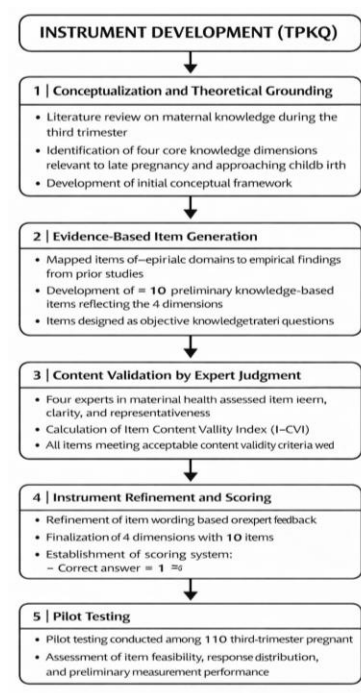 INSTRUMENT DEVELOPMENT (TPKQ)
1 | Conceptualization and Theoretical Grounding
• Literature review on maternal knowledge during the
third trimester
• Identification of four core knowledge dimensions
relevant to late pregnancy and approaching childb irth
• Development of initial conceptual framework
2 | Evidence-Based Item Generation
• Mapped items of–epirialc domains to empirical findings
from prior studies
• Development of = 10 preliminary knowledge-based
items reflecting the 4 dimensions
• Items designed as objective knowledgetrateri questions
3 | Content Validation by Expert Judgment
• Four experts in materinal health assessed item
clarity, and representativeness
• Calculation of Item Content Vallity Index (I–CVI)
• All items meeting acceptable content validity criteria wed
4 | Instrument Refinement and Scoring
• Refinement of item wording based orexpert feedback
• Finalization of 4 dimensions with 10 items
• Establishment of scoring system:
– Correct answer = 1
5 | Pilot Testing
• Pilot testing conducted among 110 third-trimester pregnant
• Assessment of item feasibility, response distribution,
and preliminary measurement performance